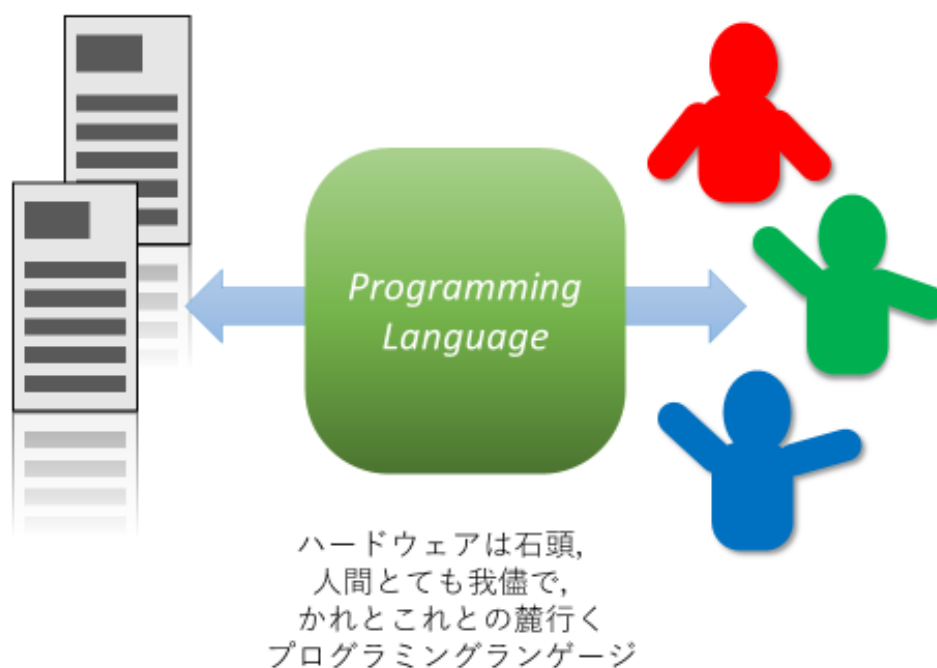 Programming
Language
ハードウェアは石頭,
人間とても我儘で,
かれとこれとの麓行く
プログラミングランゲージ